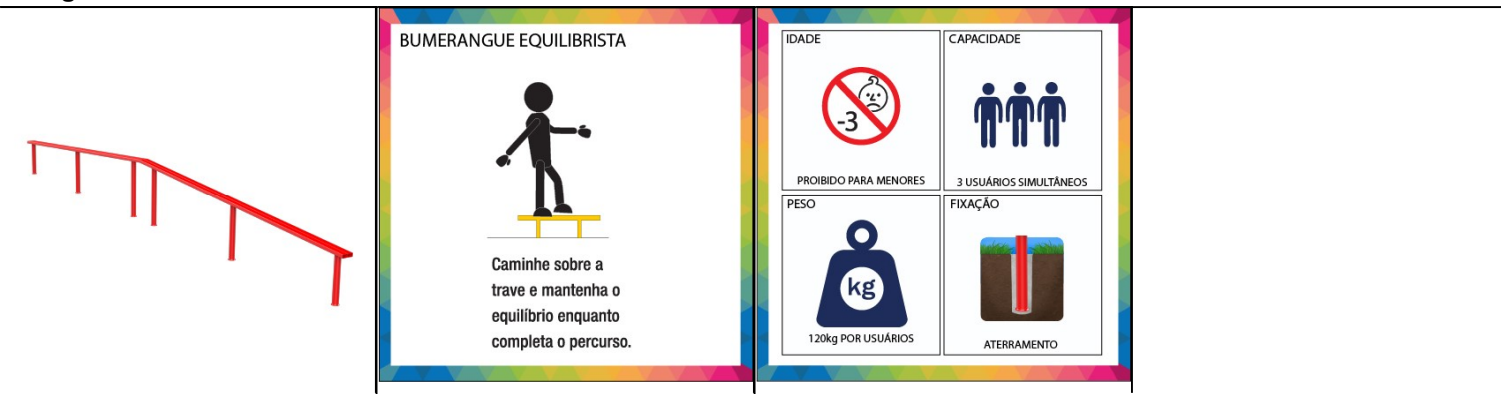 BUMERANGUE EQUILIBRISTA
Caminhe sobre a
trave e mantenha o
equilíbrio enquanto
completa o percurso.
IDADE
-3
PROIBIDO PARA MENORES
CAPACIDADE
3 USUÁRIOS SIMULTÂNEOS
PESO
kg
120kg POR USUÁRIOS
FIXAÇÃO
ATERRAMENTO